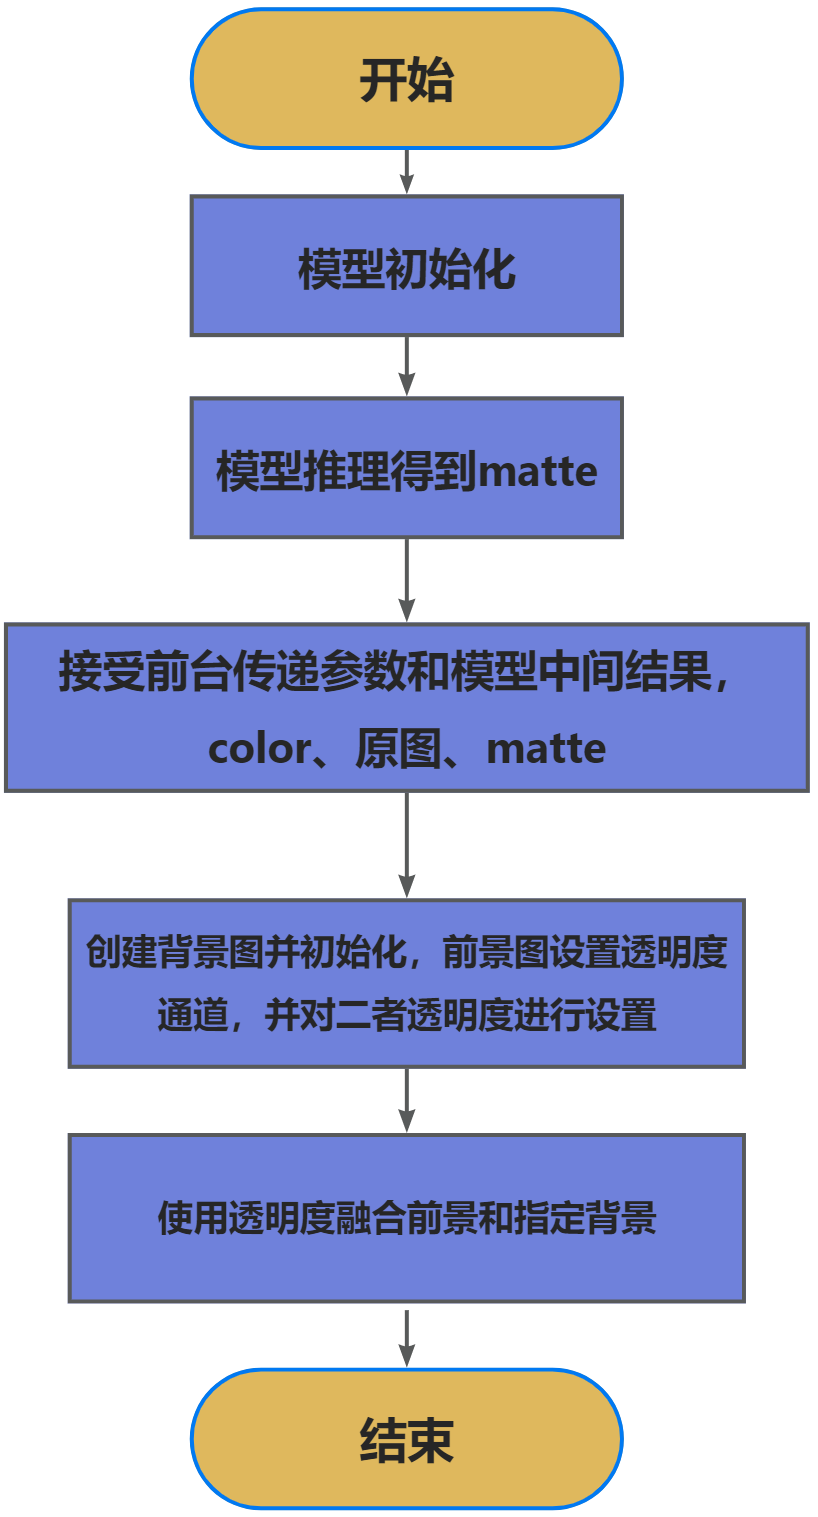 开始
模型初始化
模型推理得到matte
接受前台传递参数和模型中间结果，
color、原图、matte
创建背景图并初始化，前景图设置透明度
通道，并对二者透明度进行设置
使用透明度融合前景和指定背景
结束